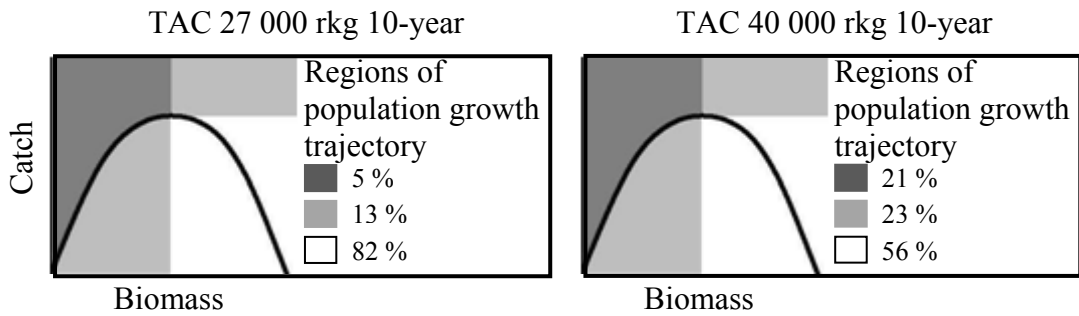 TAC 27 000 rkg 10-year
Regions of
population growth
trajectory
5 %
13 %
82 %
Catch
Biomass
TAC 40 000 rkg 10-year
Regions of
population growth
trajectory
21 %
23 %
56 %
Biomass